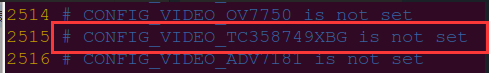 2514 # CONFIG_VIDEO_OV7750 is not set
2515 # CONFIG_VIDEO_TC358749XBG is not set
2516 # CONFIG_VIDEO_ADV7181 is not set